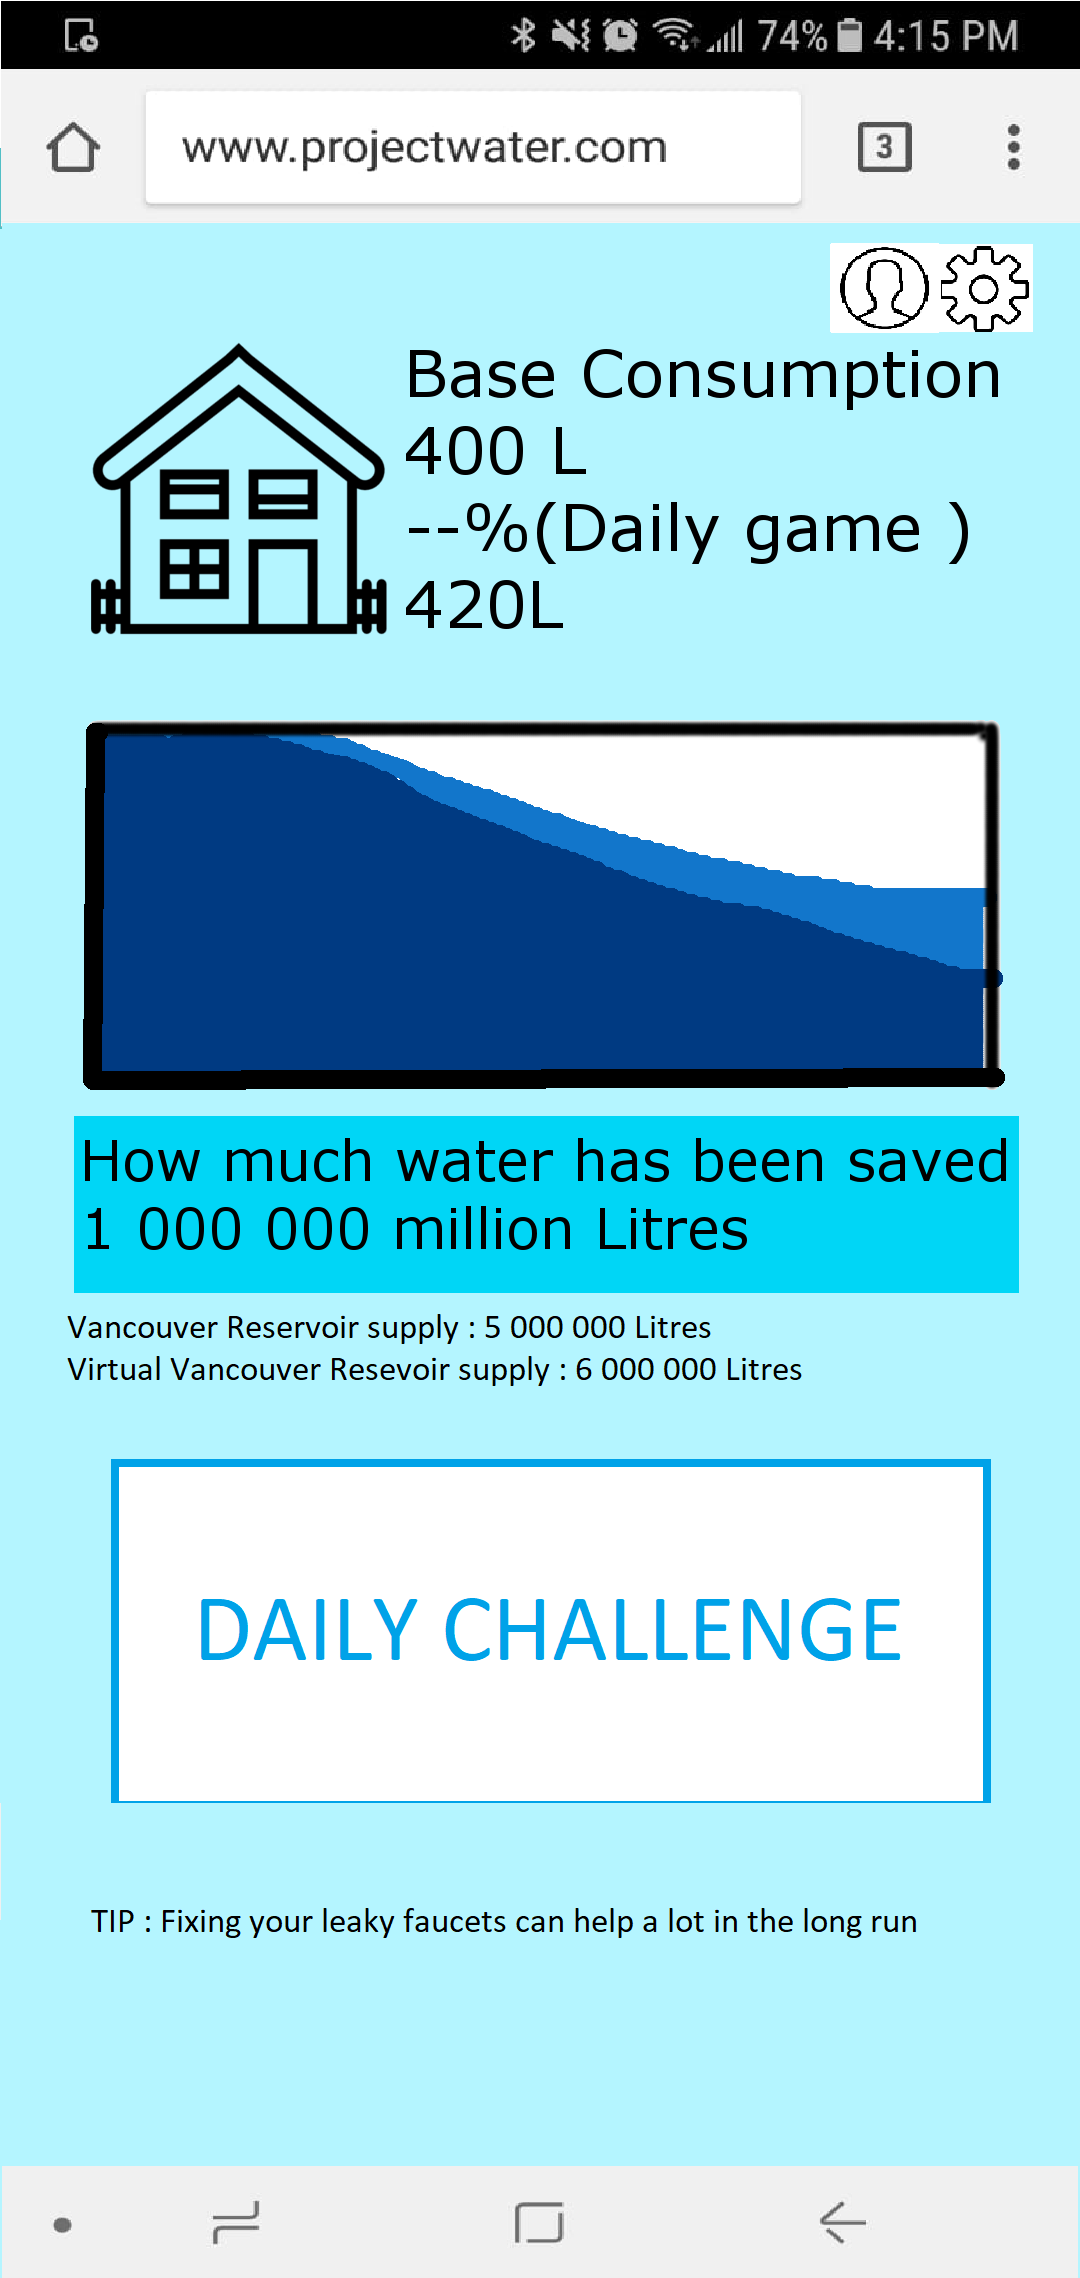 74% 4:15 PM
www.projectwater.com
3
Base Consumption
400 L
--%(Daily game )
420L
How much water has been saved
1 000 000 million Litres
Vancouver Reservoir supply : 5 000 000 Litres
Virtual Vancouver Resevoir supply : 6 000 000 Litres
DAILY CHALLENGE
TIP : Fixing your leaky faucets can help a lot in the long run